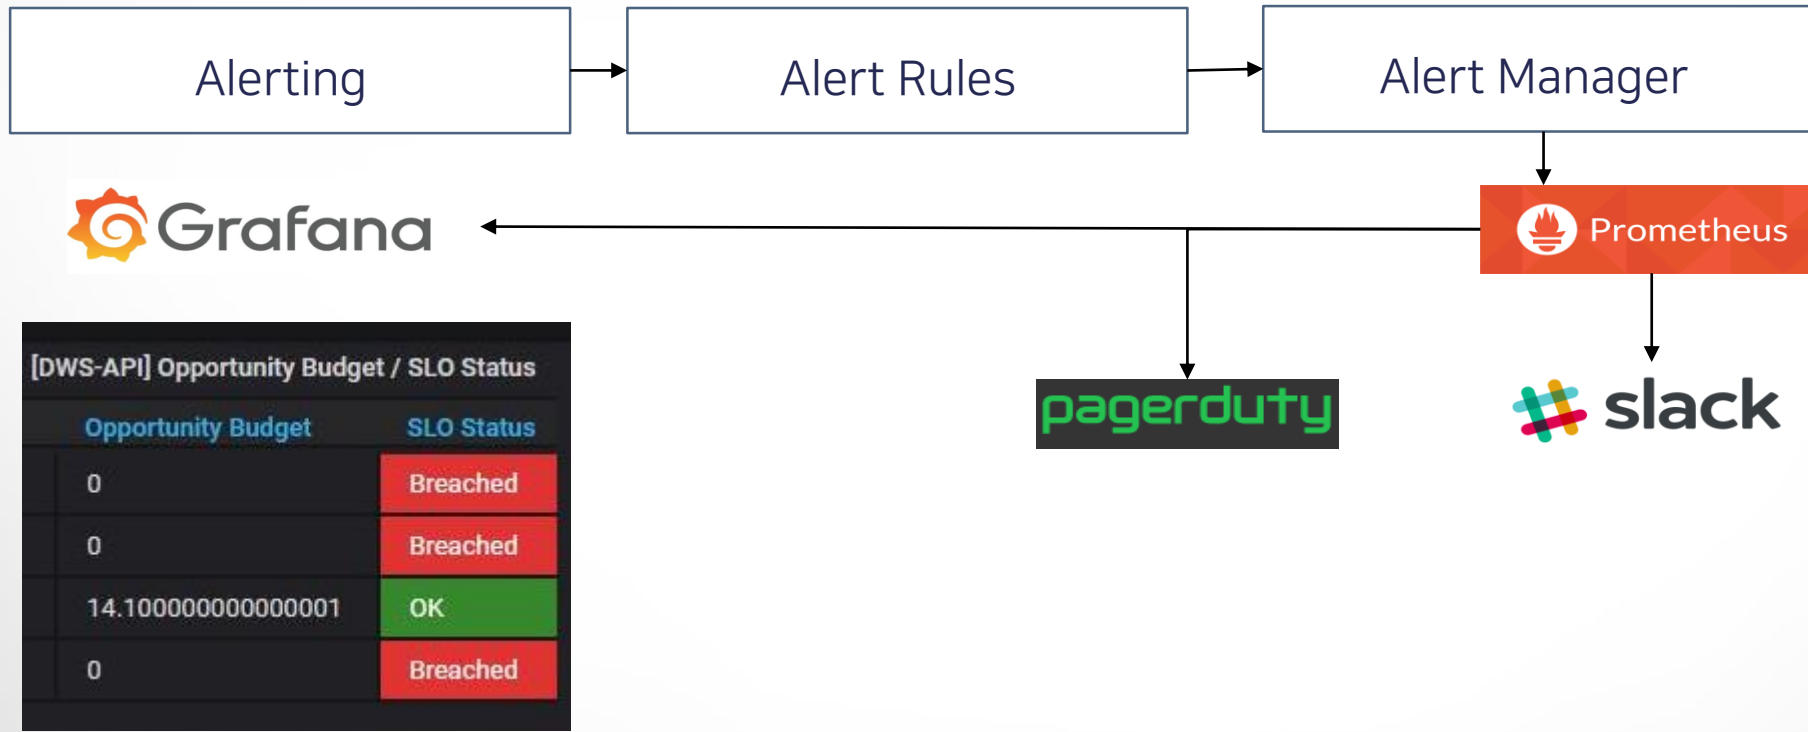 Alerting
Alert Rules
Alert Manager
Grafana
Prometheus
pagerduty
slack
[DWS-API] Opportunity Budget / SLO Status
Opportunity Budget SLO Status
0 Breached
0 Breached
14.100000000000001 OK
0 Breached